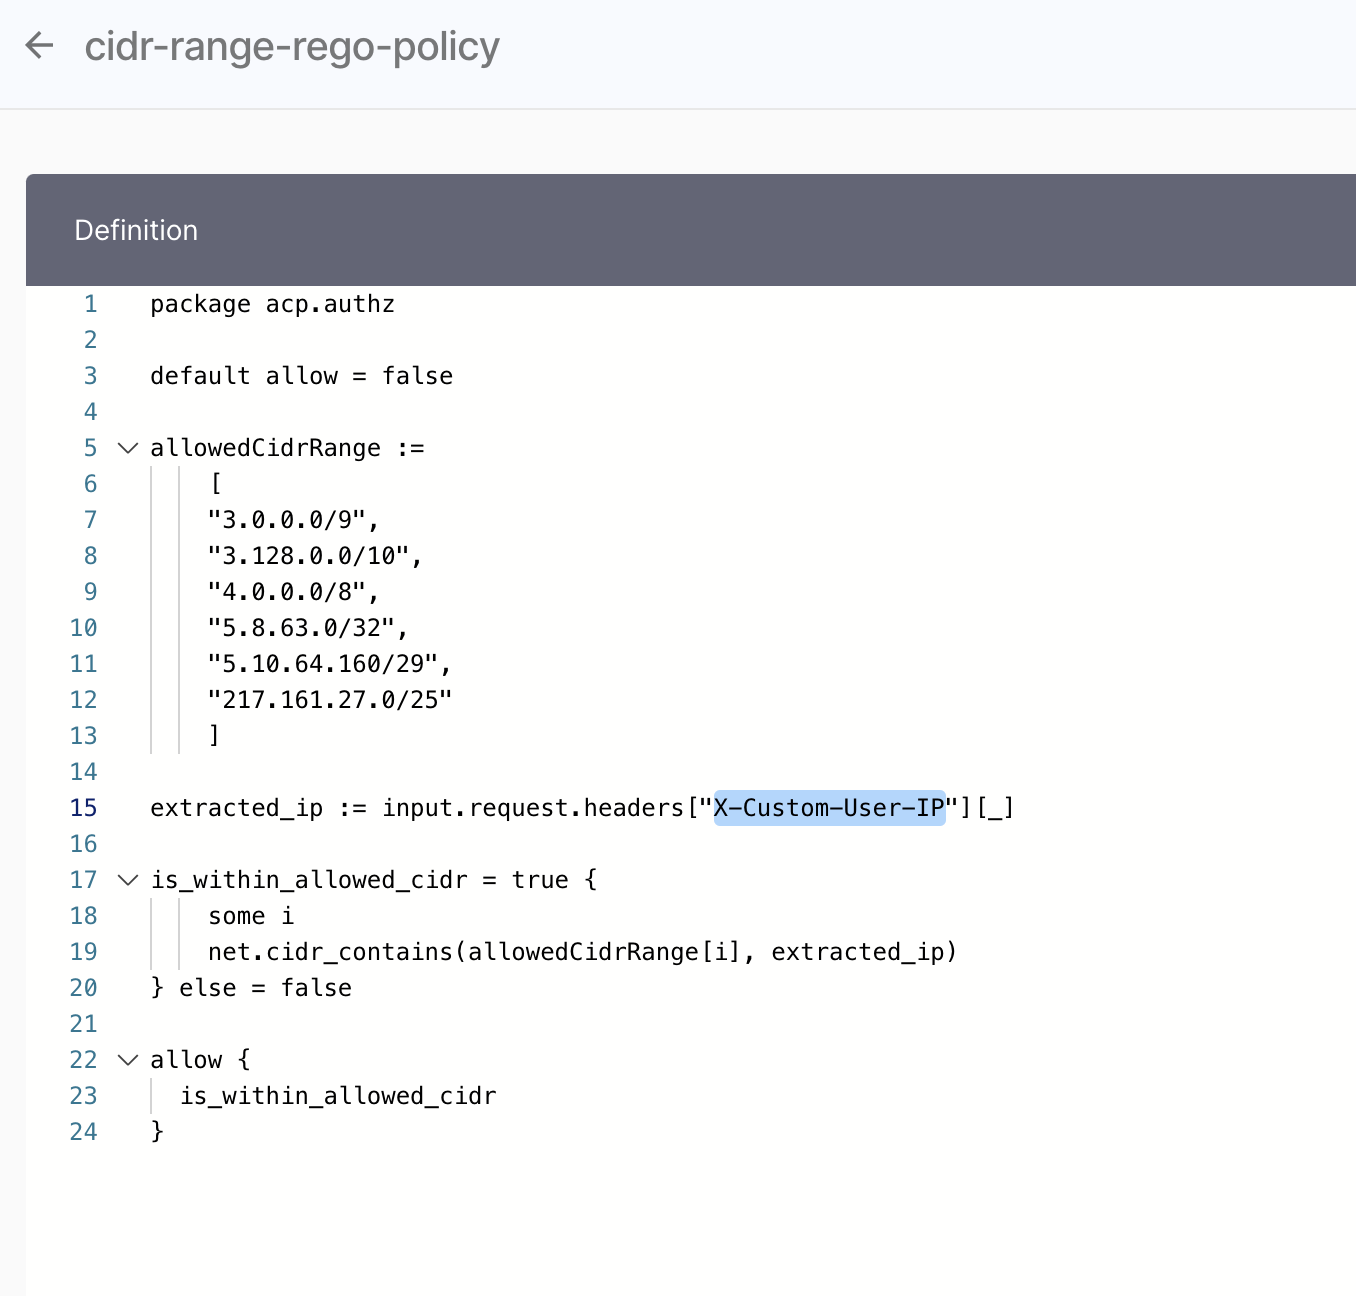 cidr-range-rego-policy
Definition
1 package acp.authz
2
3 default allow = false
4
5 allowedCidrRange :=
6 [
7 "3.0.0.0/9",
8 "3.128.0.0/10",
9 "4.0.0.0/8",
10 "5.8.63.0/32",
11 "5.10.64.160/29",
12 "217.161.27.0/25"
13 ]
14
15 extracted_ip := input.request.headers["X-Custom-User-IP"][_]
16
17 is_within_allowed_cidr = true {
18 some i
19 net.cidr_contains(allowedCidrRange[i], extracted_ip)
20 } else = false
21
22 allow {
23 is_within_allowed_cidr
24 }